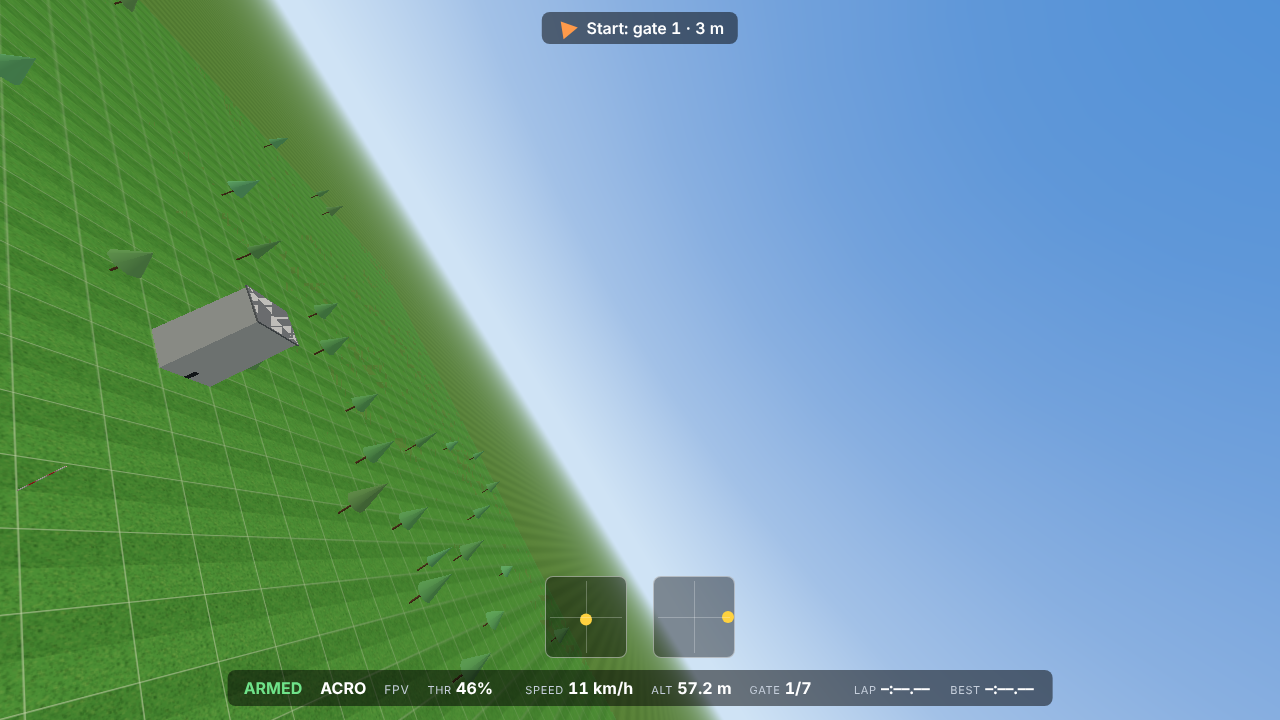 Start: gate 1 · 3 m
ARMED ACRO FPV THR 46% SPEED 11 km/h ALT 57.2 m GATE 1/7 LAP –:––.–– BEST –:––.––